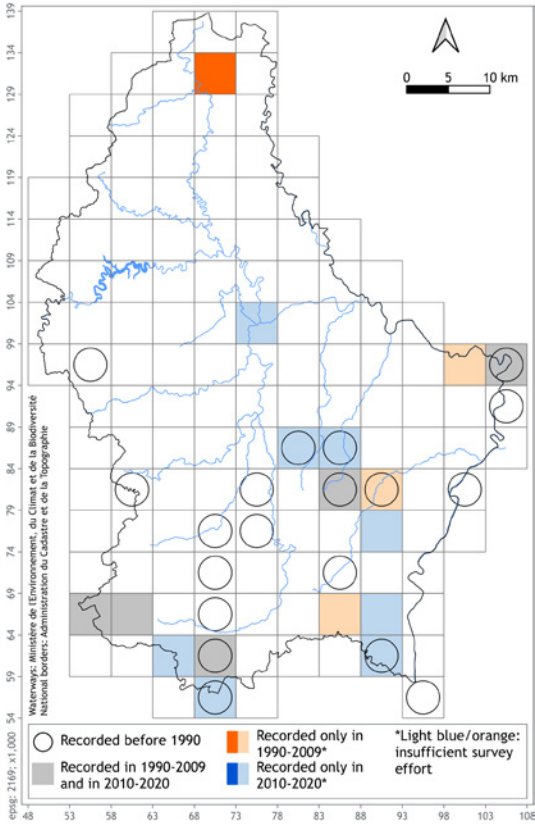 139
134
129
124
119
114
109
104
99
94
89
84
79
74
69
64
59
54
0 5 10 km
Waterways: Ministère de l'Environnement, du Climat et de la Biodiversité
National borders: Administration du Cadastre et de la Topographie
Recorded before 1990
Recorded in 1990-2009
and in 2010-2020
Recorded only in
1990-2009*
Recorded only in
2010-2020*
*Light blue/orange:
insufficient survey
effort
epsg: 2169; x1,000
48 53 58 63 68 73 78 83 88 93 98 103 108